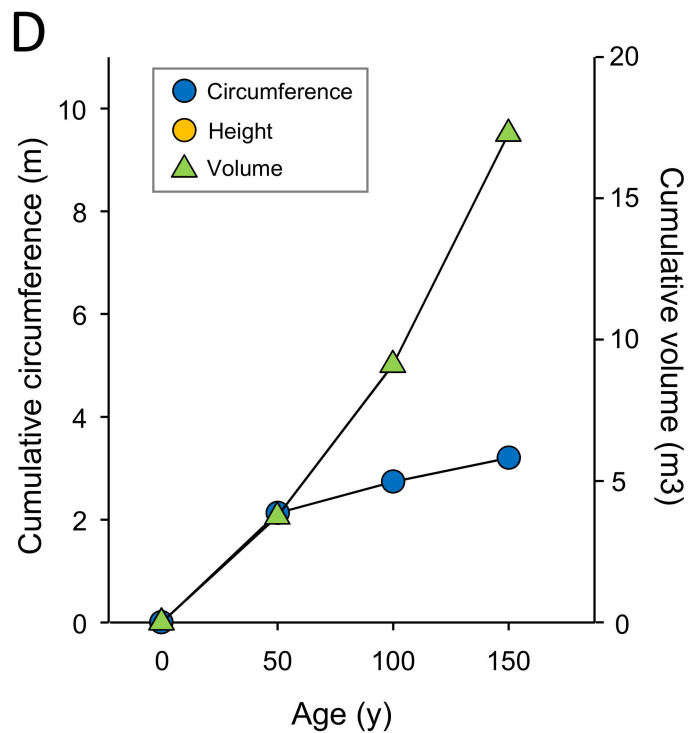 D
Circumference
Height
Volume
Cumulative circumference (m)
10
8
6
4
2
0
Cumulative volume (m3)
20
15
10
5
0
0 50 100 150
Age (y)